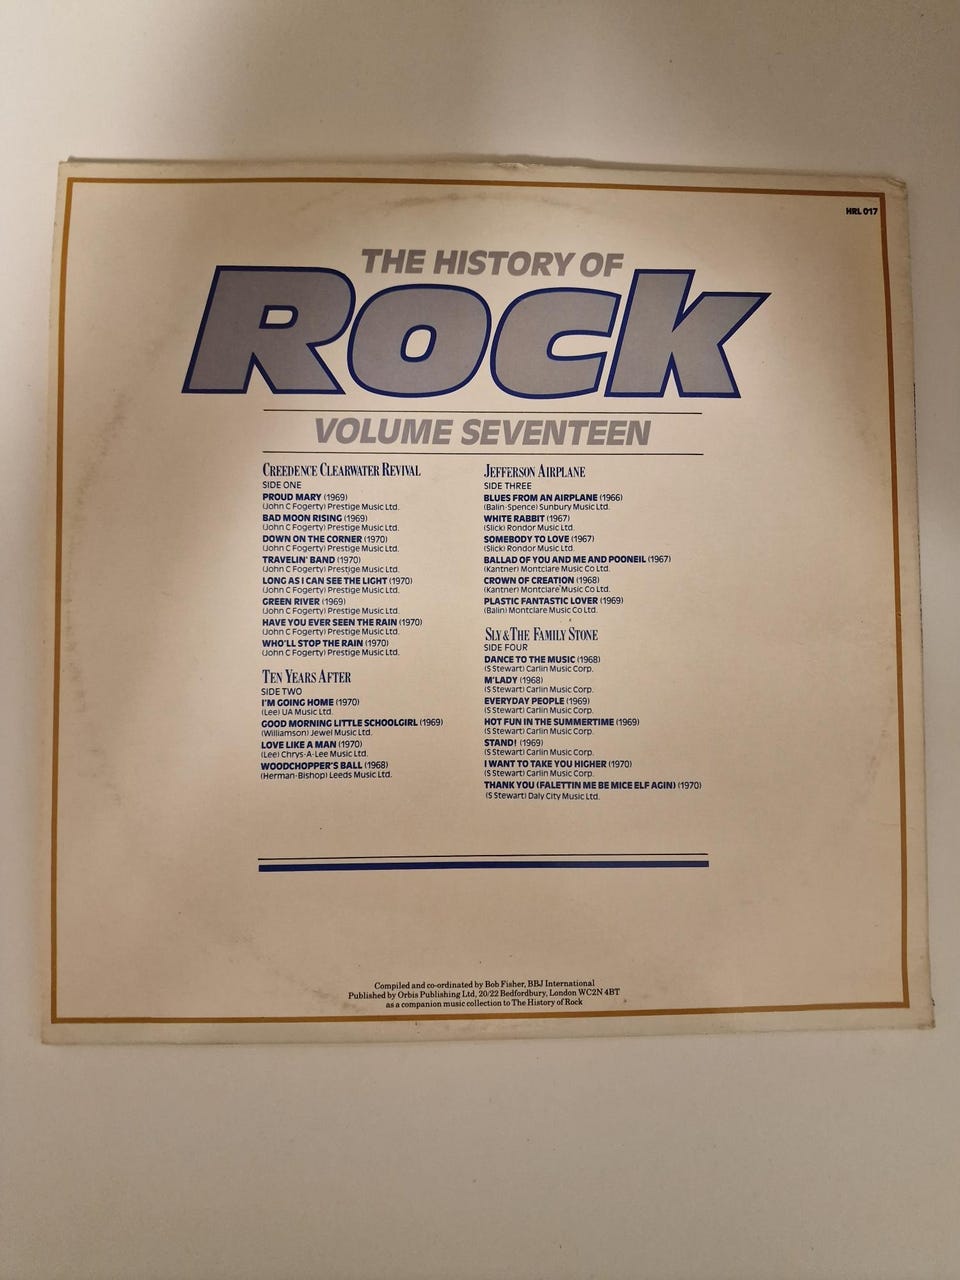 HRL 017
THE HISTORY OF
ROCK
VOLUME SEVENTEEN
CREEDENCE CLEARWATER REVIVAL
SIDE ONE
PROUD MARY (1969)
(John C Fogerty) Prestige Music Ltd.
BAD MOON RISING (1969)
(John C Fogerty) Prestige Music Ltd.
DOWN ON THE CORNER (1970)
(John C Fogerty) Prestige Music Ltd.
TRAVELIN' BAND (1970)
(John C Fogerty) Prestige Music Ltd.
LONG AS I CAN SEE THE LIGHT (1970)
(John C Fogerty) Prestige Music Ltd.
GREEN RIVER (1969)
(John C Fogerty) Prestige Music Ltd.
HAVE YOU EVER SEEN THE RAIN (1970)
(John C Fogerty) Prestige Music Ltd.
WHO'LL STOP THE RAIN (1970)
(John C Fogerty) Prestige Music Ltd.
TEN YEARS AFTER
SIDE TWO
I'M GOING HOME (1970)
(Lee) UA Music Ltd.
GOOD MORNING LITTLE SCHOOLGIRL (1969)
(Williamson) Jewel Music Ltd.
LOVE LIKE A MAN (1970)
(Lee) Chrys-A-Lee Music Ltd.
WOODCHOPPER'S BALL (1968)
(Herman-Bishop) Leeds Music Ltd.
JEFFERSON AIRPLANE
SIDE THREE
BLUES FROM AN AIRPLANE (1966)
(Balin-Spence) Sunbury Music Ltd.
WHITE RABBIT (1967)
(Slick) Rondor Music Ltd.
SOMEBODY TO LOVE (1967)
(Slick) Rondor Music Ltd.
BALLAD OF YOU AND ME AND POONEIL (1967)
(Kantner) Montclare Music Co Ltd.
CROWN OF CREATION (1968)
(Kantner) Montclare Music Co Ltd.
PLASTIC FANTASTIC LOVER (1969)
(Balin) Montclare Music Co Ltd.
SLY & THE FAMILY STONE
SIDE FOUR
DANCE TO THE MUSIC (1968)
(S Stewart) Carlin Music Corp.
M'LADY (1968)
(S Stewart) Carlin Music Corp.
EVERYDAY PEOPLE (1969)
(S Stewart) Carlin Music Corp.
HOT FUN IN THE SUMMERTIME (1969)
(S Stewart) Carlin Music Corp.
STAND! (1969)
(S Stewart) Carlin Music Corp.
I WANT TO TAKE YOU HIGHER (1970)
(S Stewart) Carlin Music Corp.
THANK YOU (FALETTIN ME BE MICE ELF AGIN) (1970)
(S Stewart) Daly City Music Ltd.
Compiled and co-ordinated by Bob Fisher, BBJ International
Published by Orbis Publishing Ltd, 20/22 Bedfordbury, London WC2N 4BT
as a companion music collection to The History of Rock